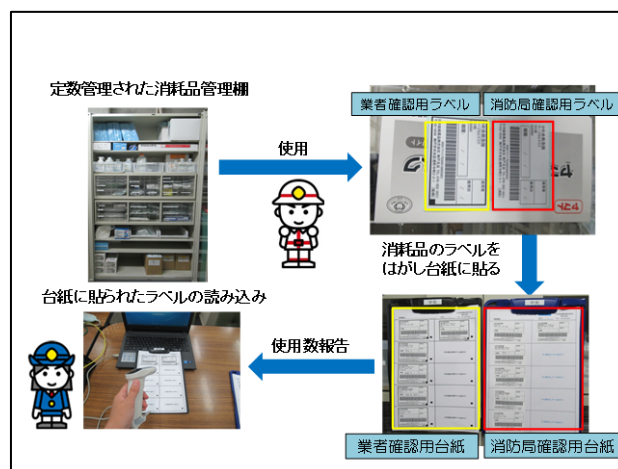 定数管理された消耗品管理棚
業者確認用ラベル
消防局確認用ラベル
使用
消耗品のラベルを
はがし台紙に貼る
台紙に貼られたラベルの読み込み
使用数報告
業者確認用台紙
消防局確認用台紙